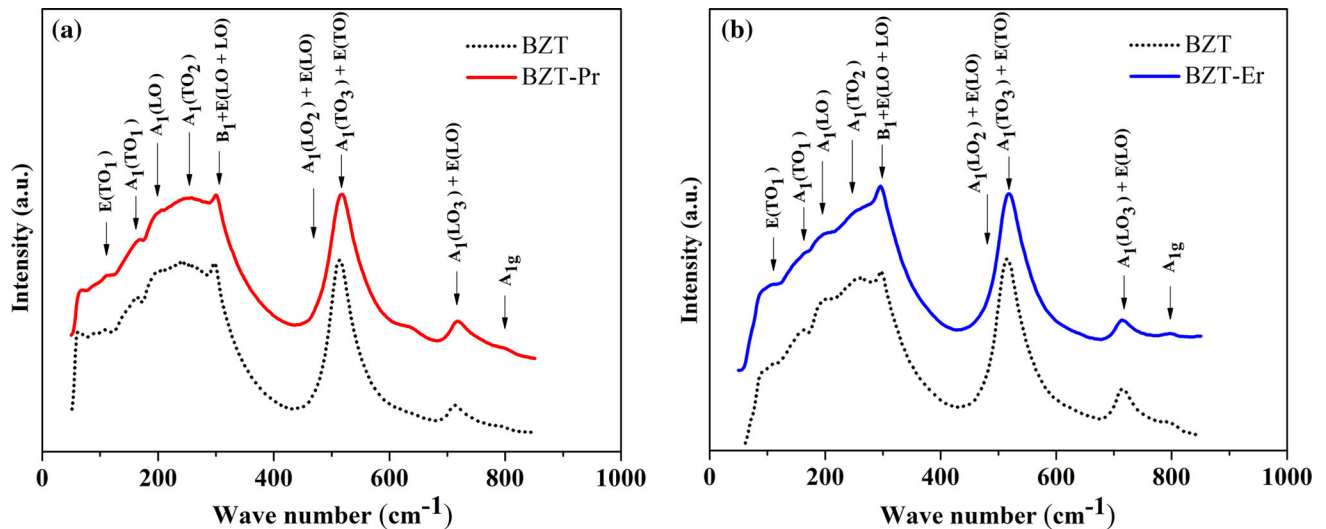 (a)
BZT
BZT-Pr
E(TO1)
A1(TO1)
A1(LO)
A1(TO2)
B1+E(LO + LO)
A1(LO2) + E(LO)
A1(TO3) + E(TO)
A1(LO3) + E(LO)
A1g
Intensity (a.u.)
0 200 400 600 800 1000
Wave number (cm-1)
(b)
BZT
BZT-Er
E(TO1)
A1(TO1)
A1(LO)
A1(TO2)
B1+E(LO + LO)
A1(LO2) + E(LO)
A1(TO3) + E(TO)
A1(LO3) + E(LO)
A1g
Intensity (a.u.)
0 200 400 600 800 1000
Wave number (cm-1)